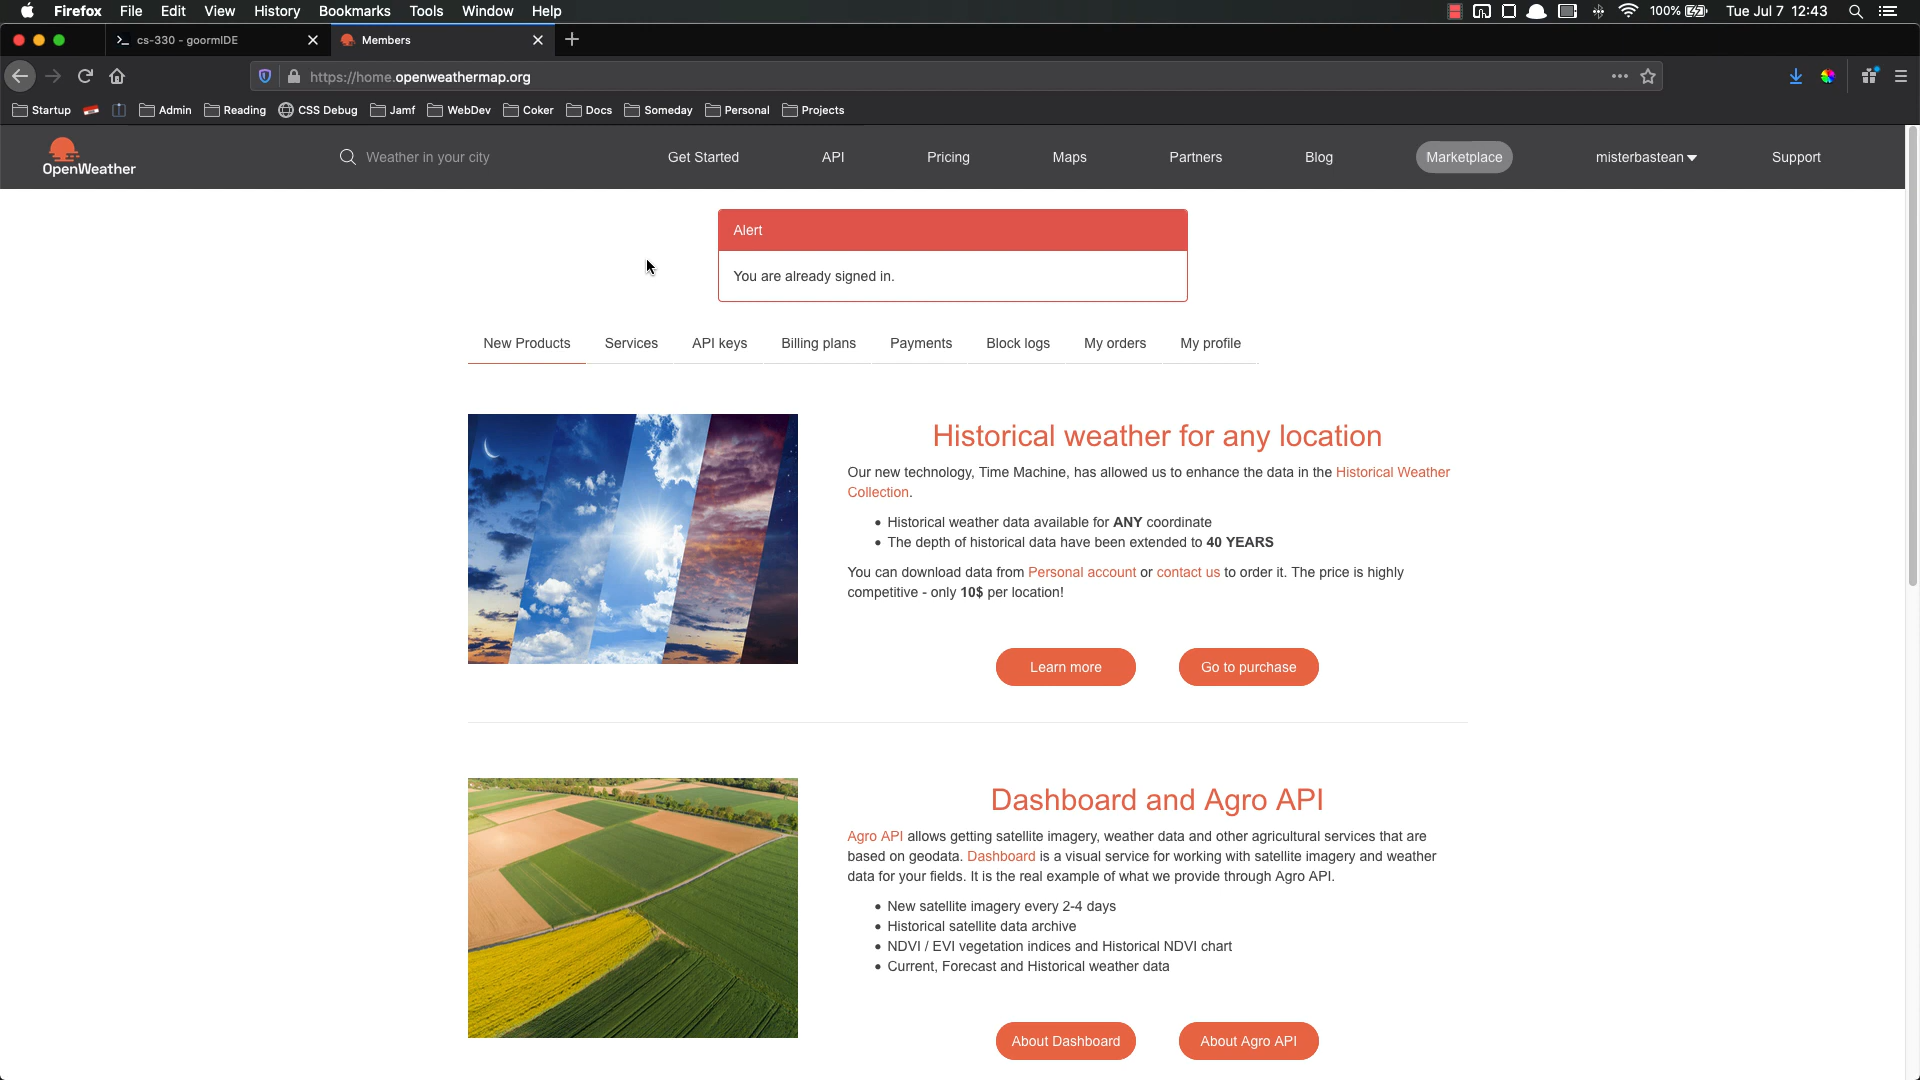 Firefox File Edit View History Bookmarks Tools Window Help 100% Tue Jul 7 12:43
cs-330 - goormIDE Members
https://home.openweathermap.org
Startup Admin Reading CSS Debug Jamf WebDev Coker Docs Someday Personal Projects
OpenWeather Weather in your city Get Started API Pricing Maps Partners Blog Marketplace misterbastean Support
Alert
You are already signed in.
New Products Services API keys Billing plans Payments Block logs My orders My profile
Historical weather for any location
Our new technology, Time Machine, has allowed us to enhance the data in the Historical Weather
Collection.
• Historical weather data available for ANY coordinate
• The depth of historical data have been extended to 40 YEARS
You can download data from Personal account or contact us to order it. The price is highly
competitive - only 10$ per location!
Learn more Go to purchase
Dashboard and Agro API
Agro API allows getting satellite imagery, weather data and other agricultural services that are
based on geodata. Dashboard is a visual service for working with satellite imagery and weather
data for your fields. It is the real example of what we provide through Agro API.
• New satellite imagery every 2-4 days
• Historical satellite data archive
• NDVI / EVI vegetation indices and Historical NDVI chart
• Current, Forecast and Historical weather data
About Dashboard About Agro API